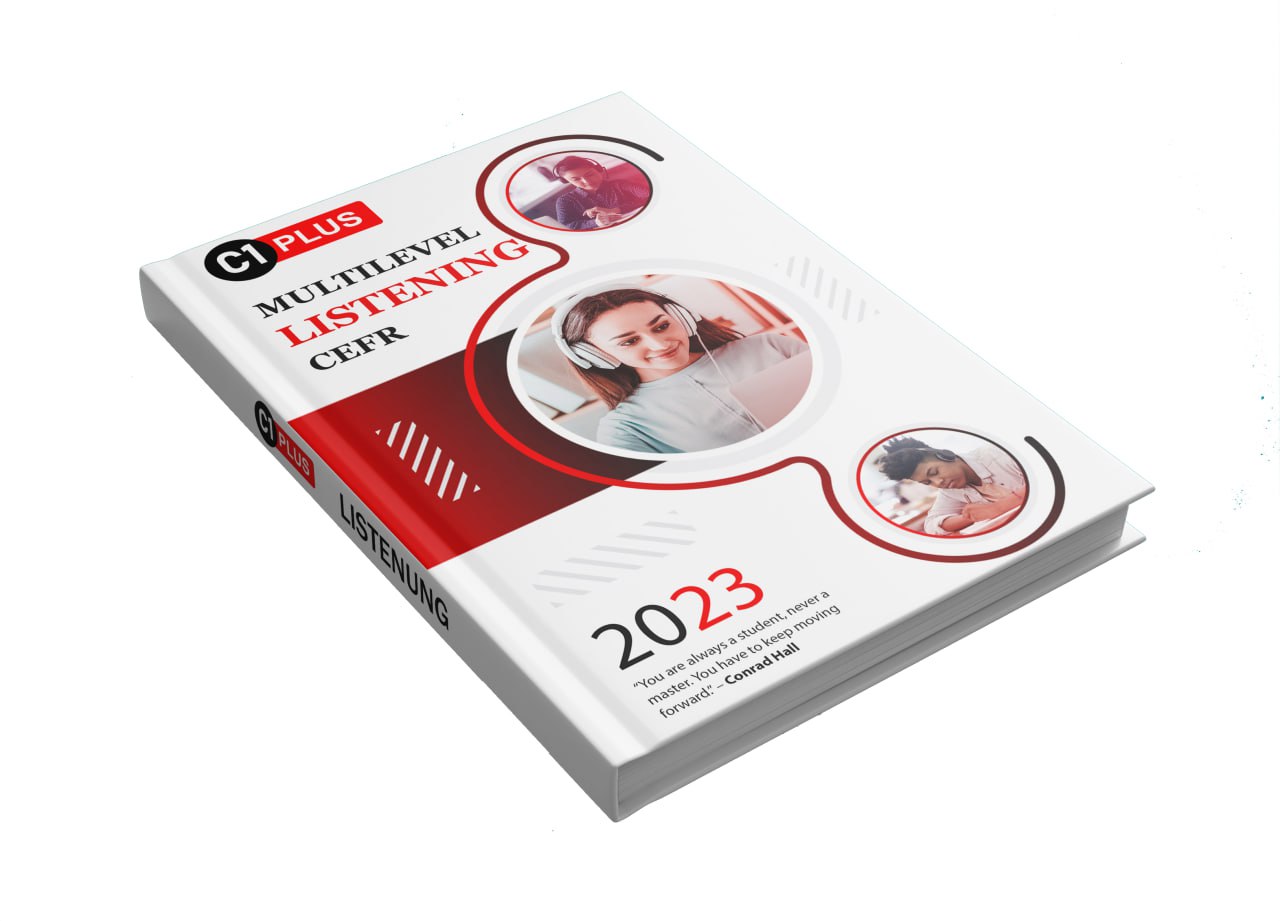 C1 PLUS
MULTILEVEL
LISTENING
CEFR
C1 PLUS
LISTENUNG
2023
“You are always a student, never a
master. You have to keep moving
forward.” – Conrad Hall